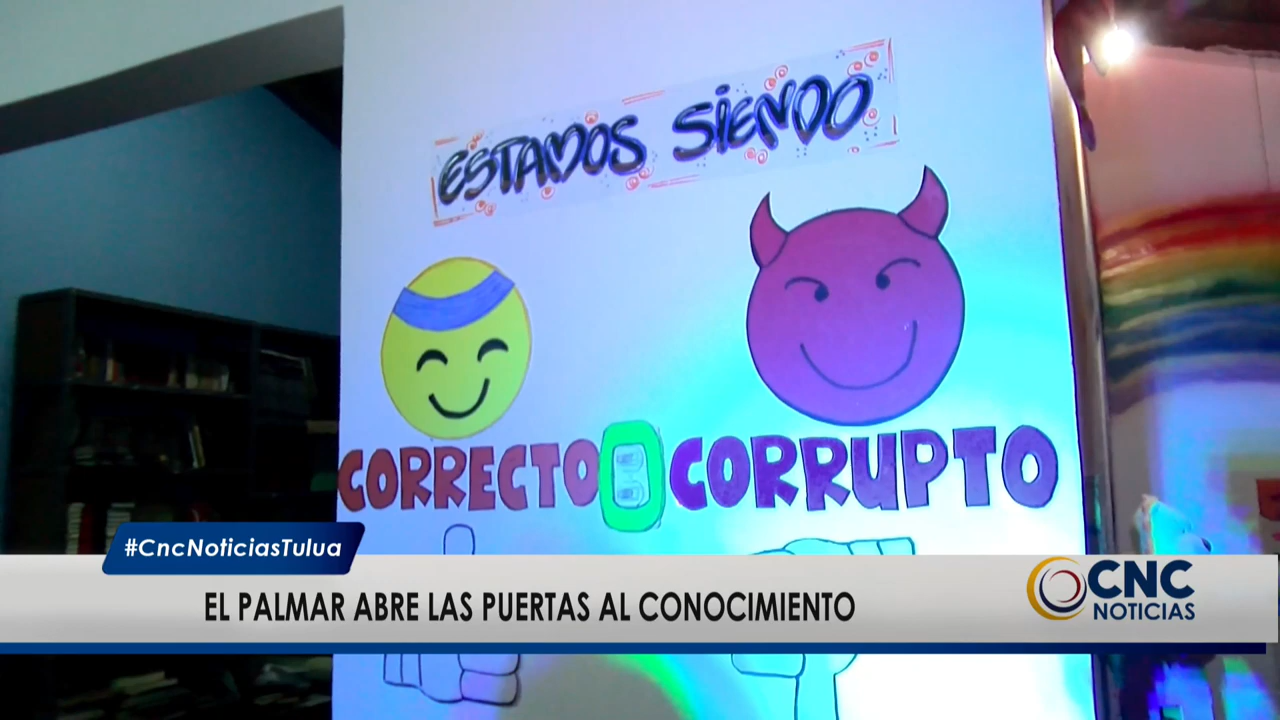 ESTAMOS SIENDO
CORRECTO O CORRUPTO
#CncNoticiasTulua
EL PALMAR ABRE LAS PUERTAS AL CONOCIMIENTO
CNC
NOTICIAS